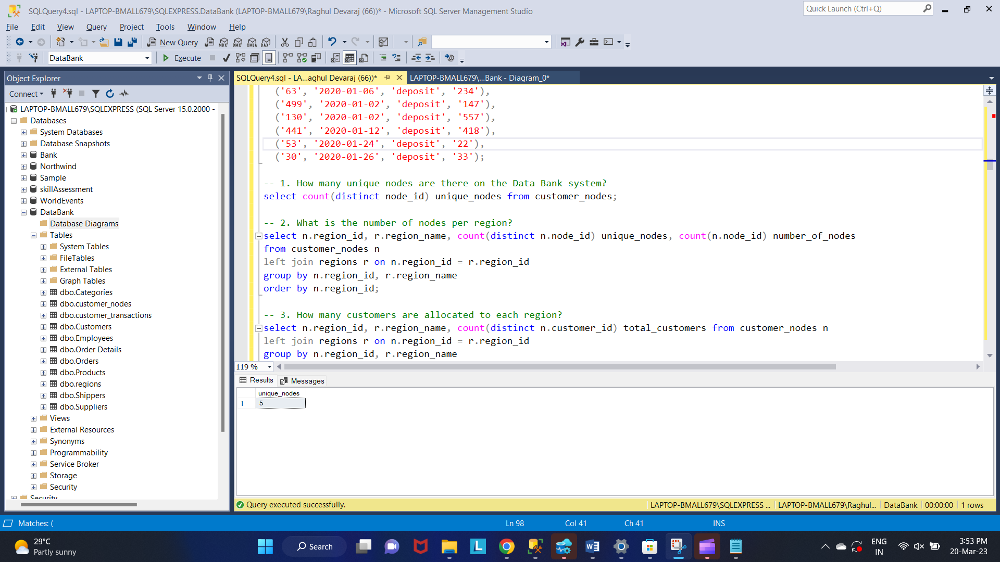 SQLQuery4.sql - LAPTOP-BMALL679\SQLEXPRESS.DataBank (LAPTOP-BMALL679\Raghul Devaraj (66))* - Microsoft SQL Server Management Studio
Quick Launch (Ctrl+Q)
File Edit View Query Project Tools Window Help
New Query MDX DMX XMLA DAX
DataBank Execute
Object Explorer
Connect
LAPTOP-BMALL679\SQLEXPRESS (SQL Server 15.0.2000 -
Databases
System Databases
Database Snapshots
Bank
Northwind
Sample
skillAssessment
WorldEvents
DataBank
Database Diagrams
Tables
System Tables
FileTables
External Tables
Graph Tables
dbo.Categories
dbo.customer_nodes
dbo.customer_transactions
dbo.Customers
dbo.Employees
dbo.Order Details
dbo.Orders
dbo.Products
dbo.regions
dbo.Shippers
dbo.Suppliers
Views
External Resources
Synonyms
Programmability
Service Broker
Storage
Security
Security
SQLQuery4.sql - LA...aghul Devaraj (66))* LAPTOP-BMALL679\...Bank - Diagram_0*
('63', '2020-01-06', 'deposit', '234'),
('499', '2020-01-02', 'deposit', '147'),
('130', '2020-01-02', 'deposit', '557'),
('441', '2020-01-12', 'deposit', '418'),
('53', '2020-01-24', 'deposit', '22'),
('30', '2020-01-26', 'deposit', '33');
-- 1. How many unique nodes are there on the Data Bank system?
select count(distinct node_id) unique_nodes from customer_nodes;
-- 2. What is the number of nodes per region?
select n.region_id, r.region_name, count(distinct n.node_id) unique_nodes, count(n.node_id) number_of_nodes
from customer_nodes n
left join regions r on n.region_id = r.region_id
group by n.region_id, r.region_name
order by n.region_id;
-- 3. How many customers are allocated to each region?
select n.region_id, r.region_name, count(distinct n.customer_id) total_customers from customer_nodes n
left join regions r on n.region_id = r.region_id
group by n.region_id, r.region_name
119 %
Results Messages
unique_nodes
1 5
Query executed successfully. LAPTOP-BMALL679\SQLEXPRESS ... LAPTOP-BMALL679\Raghul... DataBank 00:00:00 1 rows
Matches: ( Ln 98 Col 41 Ch 41 INS
29°C
Partly sunny
Search
ENG
IN
3:53 PM
20-Mar-23